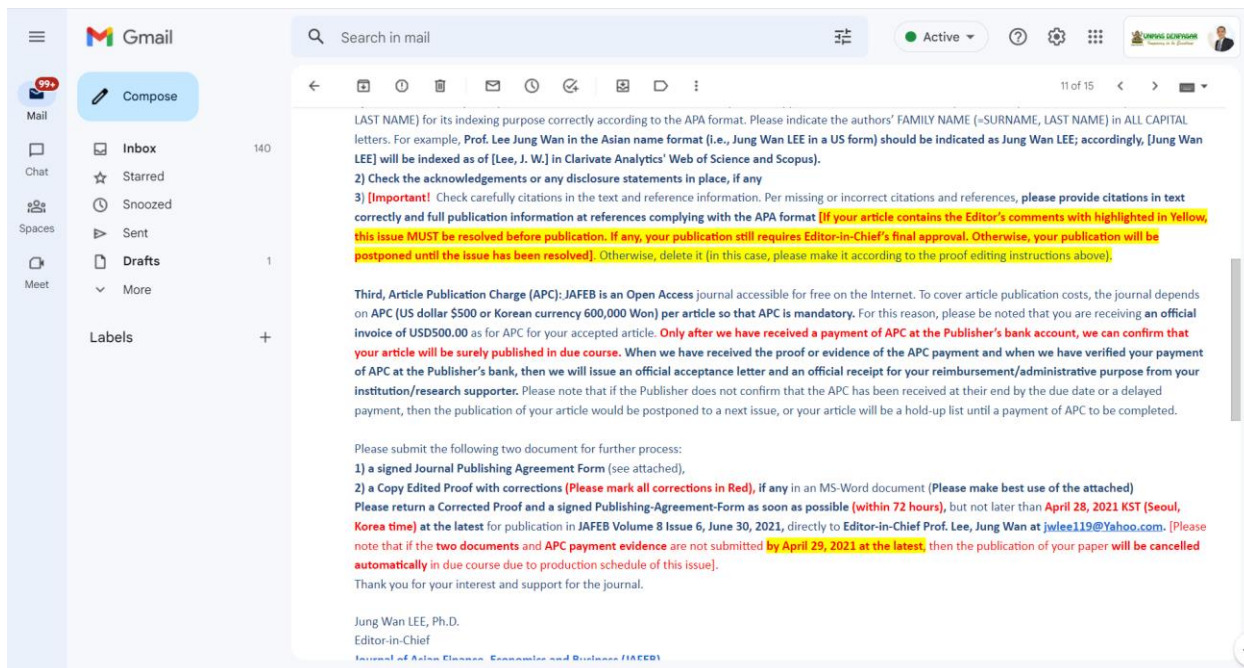 Gmail
Search in mail
Active
UNMAS DENPASAR
99+
Mail
Compose
11 of 15
Chat
Inbox 140
Starred
Spaces
Snoozed
Sent
Meet
Drafts 1
More
Labels
LAST NAME) for its indexing purpose correctly according to the APA format. Please indicate the authors' FAMILY NAME (=SURNAME, LAST NAME) in ALL CAPITAL
letters. For example, Prof. Lee Jung Wan in the Asian name format (i.e., Jung Wan LEE in a US form) should be indicated as Jung Wan LEE; accordingly, [Jung Wan
LEE] will be indexed as of [Lee, J. W.] in Clarivate Analytics' Web of Science and Scopus).
2) Check the acknowledgements or any disclosure statements in place, if any
3) [Important! Check carefully citations in the text and reference information. Per missing or incorrect citations and references, please provide citations in text
correctly and full publication information at references complying with the APA format [If your article contains the Editor's comments with highlighted in Yellow,
this issue MUST be resolved before publication. If any, your publication still requires Editor-in-Chief's final approval. Otherwise, your publication will be
postponed until the issue has been resolved]. Otherwise, delete it (in this case, please make it according to the proof editing instructions above).
Third, Article Publication Charge (APC): JAFEB is an Open Access journal accessible for free on the Internet. To cover article publication costs, the journal depends
on APC (US dollar $500 or Korean currency 600,000 Won) per article so that APC is mandatory. For this reason, please be noted that you are receiving an official
invoice of USD500.00 as for APC for your accepted article. Only after we have received a payment of APC at the Publisher's bank account, we can confirm that
your article will be surely published in due course. When we have received the proof or evidence of the APC payment and when we have verified your payment
of APC at the Publisher's bank, then we will issue an official acceptance letter and an official receipt for your reimbursement/administrative purpose from your
institution/research supporter. Please note that if the Publisher does not confirm that the APC has been received at their end by the due date or a delayed
payment, then the publication of your article would be postponed to a next issue, or your article will be a hold-up list until a payment of APC to be completed.
Please submit the following two document for further process:
1) a signed Journal Publishing Agreement Form (see attached),
2) a Copy Edited Proof with corrections (Please mark all corrections in Red), if any in an MS-Word document (Please make best use of the attached)
Please return a Corrected Proof and a signed Publishing-Agreement-Form as soon as possible (within 72 hours), but not later than April 28, 2021 KST (Seoul,
Korea time) at the latest for publication in JAFEB Volume 8 Issue 6, June 30, 2021, directly to Editor-in-Chief Prof. Lee, Jung Wan at jwlee119@Yahoo.com. [Please
note that if the two documents and APC payment evidence are not submitted by April 29, 2021 at the latest, then the publication of your paper will be cancelled
automatically in due course due to production schedule of this issue].
Thank you for your interest and support for the journal.
Jung Wan LEE, Ph.D.
Editor-in-Chief
Journal of Asian Finance, Economics and Business (JAFEB)